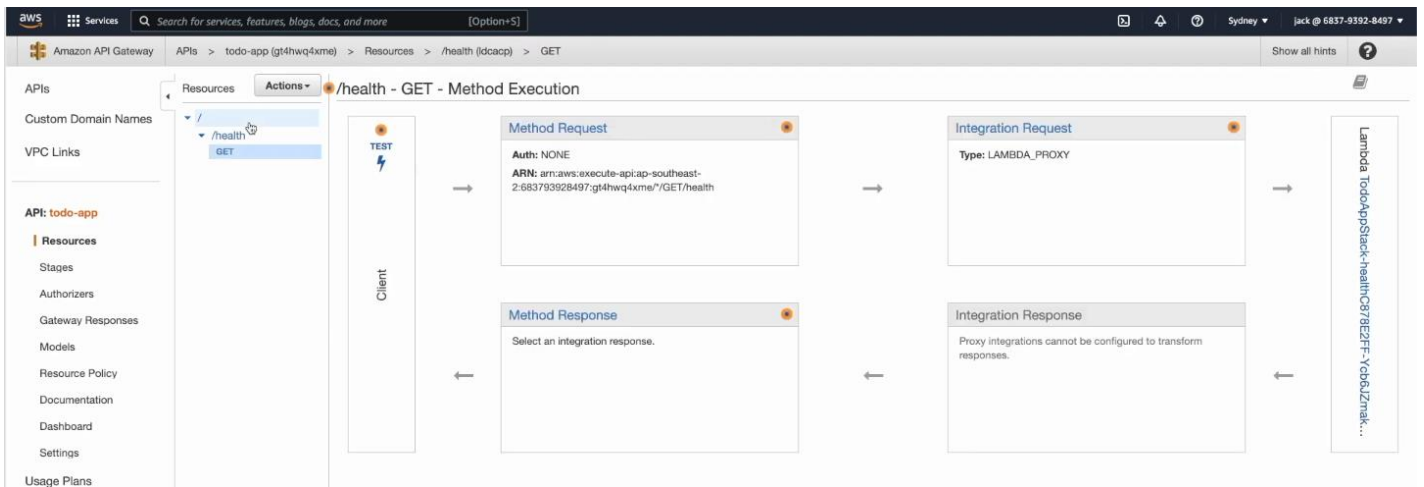 aws
Services
Search for services, features, blogs, docs, and more
[Option+S]
Sydney
jack @ 6837-9392-8497
Amazon API Gateway
APIs > todo-app (gt4hwq4xme) > Resources > /health (ldcacp) > GET
Show all hints
?
APIs
Custom Domain Names
VPC Links
API: todo-app
Resources
Stages
Authorizers
Gateway Responses
Models
Resource Policy
Documentation
Dashboard
Settings
Usage Plans
Resources
Actions
/
/health
GET
/health - GET - Method Execution
TEST
Client
Method Request
Auth: NONE
ARN: arn:aws:execute-api:ap-southeast-
2:683793928497:gt4hwq4xme/*/GET/health
Integration Request
Type: LAMBDA_PROXY
Lambda TodoAppStack-healthC878E2FF-Ycb6JZmak...
Method Response
Select an integration response.
Integration Response
Proxy integrations cannot be configured to transform
responses.